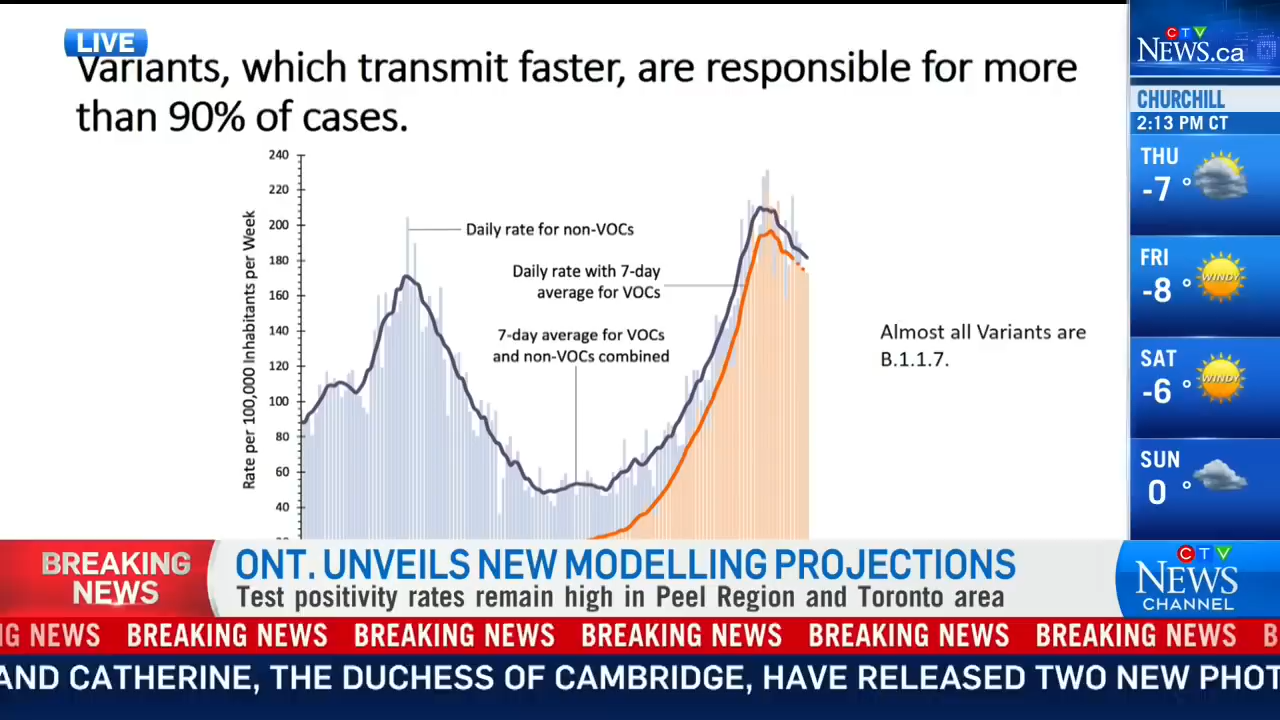 LIVE
Variants, which transmit faster, are responsible for more
than 90% of cases.
240
220
200
180
160
140
120
100
80
60
40
Rate per 100,000 Inhabitants per Week
Daily rate for non-VOCs
Daily rate with 7-day
average for VOCs
7-day average for VOCs
and non-VOCs combined
Almost all Variants are
B.1.1.7.
CTV
NEWS.ca
CHURCHILL
2:13 PM CT
THU
-7 °
FRI
-8 °
WINDY
SAT
-6 °
WINDY
SUN
0 °
BREAKING
NEWS
ONT. UNVEILS NEW MODELLING PROJECTIONS
Test positivity rates remain high in Peel Region and Toronto area
CTV
NEWS
CHANNEL
NG NEWS BREAKING NEWS BREAKING NEWS BREAKING NEWS BREAKING NEWS BREAKING NEWS B
AND CATHERINE, THE DUCHESS OF CAMBRIDGE, HAVE RELEASED TWO NEW PHOT